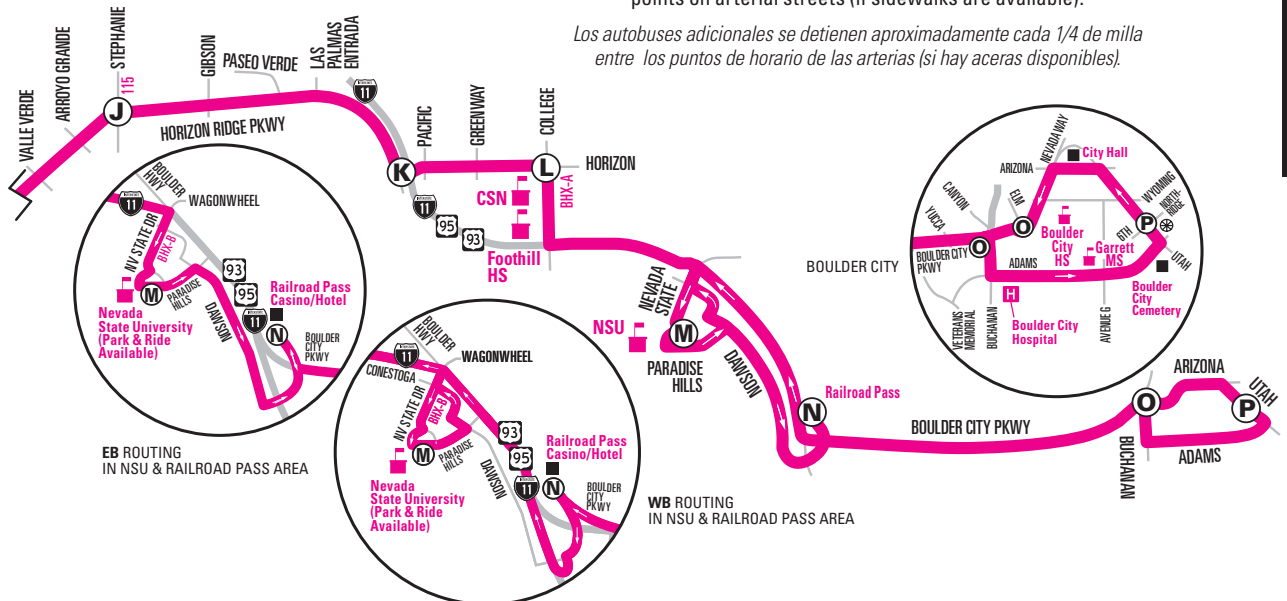 points on arterial streets (if sidewalks are available).
Los autobuses adicionales se detienen aproximadamente cada 1/4 de milla
entre los puntos de horario de las arterias (si hay aceras disponibles).
VALLE VERDE
ARROYO GRANDE
STEPHANIE
J
115
GIBSON
PASEO VERDE
LAS
PALMAS
ENTRADA
INTERSTATE
11
HORIZON RIDGE PKWY
K
PACIFIC
GREENWAY
COLLEGE
L
HORIZON
BHX-A
CSN
INTERSTATE
11
95
93
Foothill
HS
NEVADA
STATE
NSU
M
PARADISE
HILLS
DAWSON
N
Railroad Pass
BOULDER CITY PKWY
O
BUCHANAN
ARIZONA
UTAH
P
ADAMS
BOULDER
HWY
WAGONWHEEL
INTERSTATE
11
NV STATE DR
BHX-B
M
PARADISE
HILLS
DAWSON
93
95
INTERSTATE
11
Railroad Pass
Casino/Hotel
N
BOULDER
CITY
PKWY
Nevada
State University
(Park & Ride
Available)
EB ROUTING
IN NSU & RAILROAD PASS AREA
BOULDER
HWY
WAGONWHEEL
INTERSTATE
11
CONESTOGA
NV STATE DR
BHX-B
M
PARADISE
HILLS
DAWSON
93
95
INTERSTATE
11
Railroad Pass
Casino/Hotel
N
BOULDER
CITY
PKWY
Nevada
State University
(Park & Ride
Available)
WB ROUTING
IN NSU & RAILROAD PASS AREA
BOULDER CITY
NEVADA WAY
City Hall
ARIZONA
WYOMING
NORTH-
RIDGE
CANYON
ELM
YUCCA
O
O
P
6TH
BOULDER CITY
PKWY
Boulder
City
HS
Garrett
MS
ADAMS
UTAH
H
Boulder City
Hospital
Boulder
City
Cemetery
VETERANS
MEMORIAL
BUCHANAN
AVENUE G